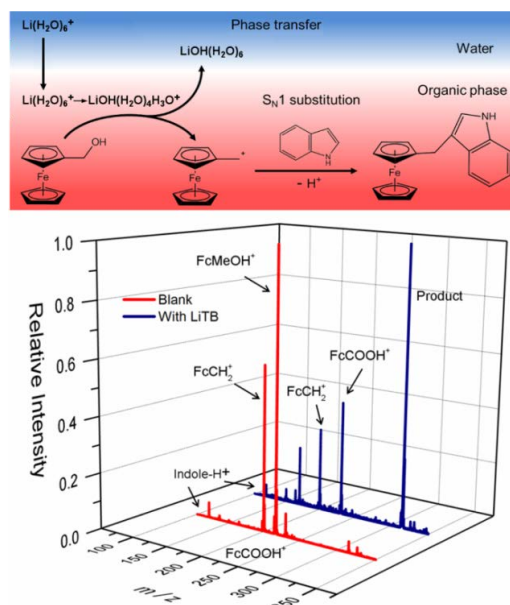 Li(H₂O)₆⁺
Phase transfer
LiOH(H₂O)₆
Water
Li(H₂O)₆⁺→LiOH(H₂O)₄H₃O⁺
Organic phase
Sₙ1 substitution
OH
NH
N
H
Fe
Fe
Fe
- H⁺
1.0
0.8
0.6
0.4
0.2
0.0
Relative Intensity
FcMeOH⁺
Blank
With LiTB
Product
FcCOOH⁺
FcCH₂⁺
FcCH₂⁺
Indole-H+
FcCOOH⁺
100
150
200
250
300
350
m/z